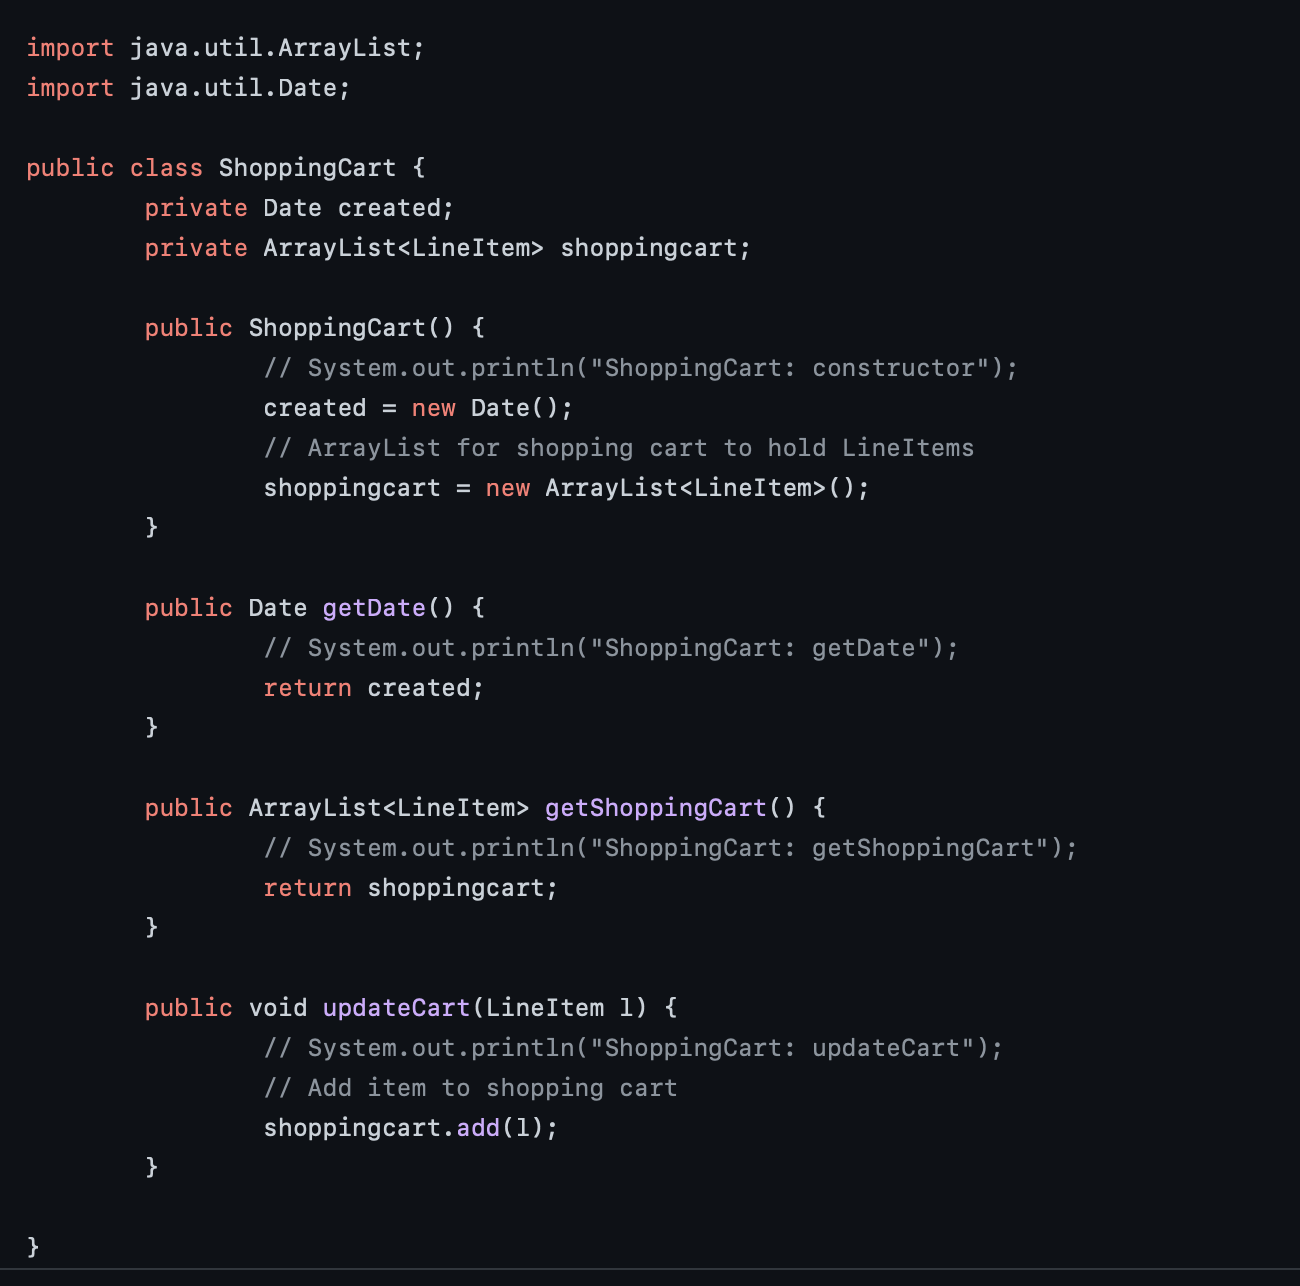 import java.util.ArrayList;
import java.util.Date;

public class ShoppingCart {
        private Date created;
        private ArrayList<LineItem> shoppingcart;

        public ShoppingCart() {
                // System.out.println("ShoppingCart: constructor");
                created = new Date();
                // ArrayList for shopping cart to hold LineItems
                shoppingcart = new ArrayList<LineItem>();
        }

        public Date getDate() {
                // System.out.println("ShoppingCart: getDate");
                return created;
        }

        public ArrayList<LineItem> getShoppingCart() {
                // System.out.println("ShoppingCart: getShoppingCart");
                return shoppingcart;
        }

        public void updateCart(LineItem l) {
                // System.out.println("ShoppingCart: updateCart");
                // Add item to shopping cart
                shoppingcart.add(l);
        }

}